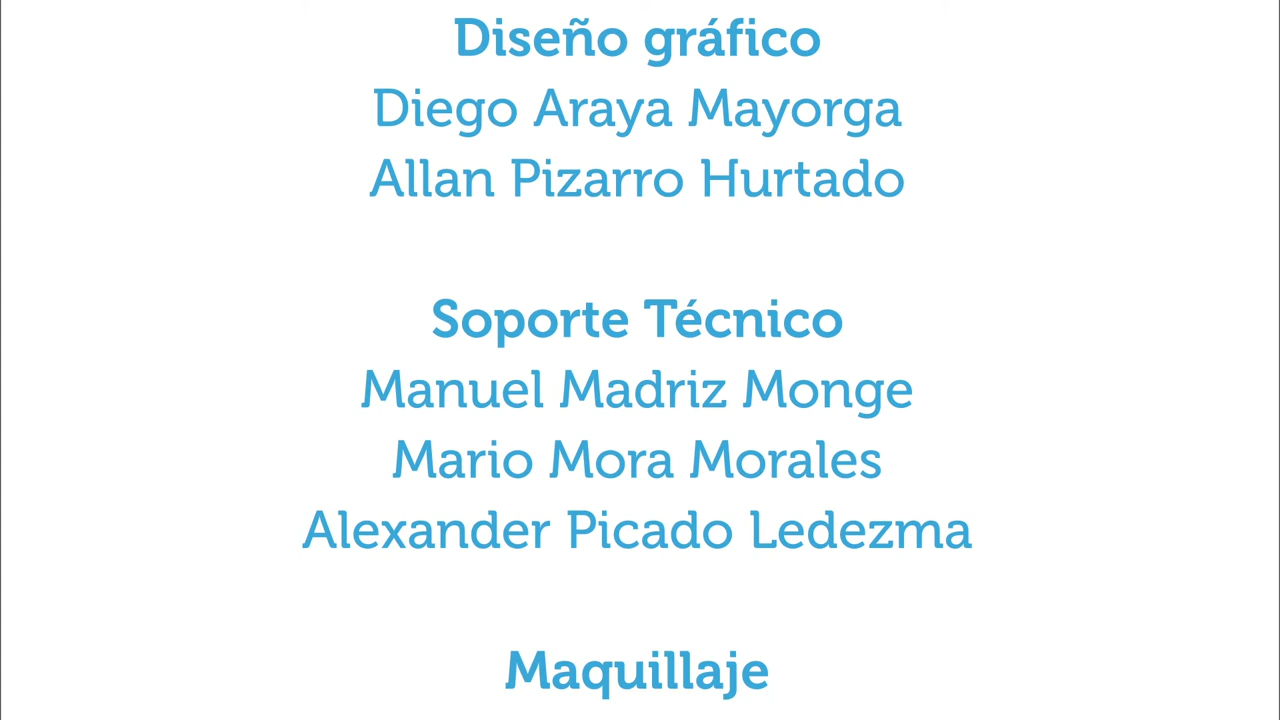 Diseño gráfico
Diego Araya Mayorga
Allan Pizarro Hurtado
Soporte Técnico
Manuel Madriz Monge
Mario Mora Morales
Alexander Picado Ledezma
Maquillaje